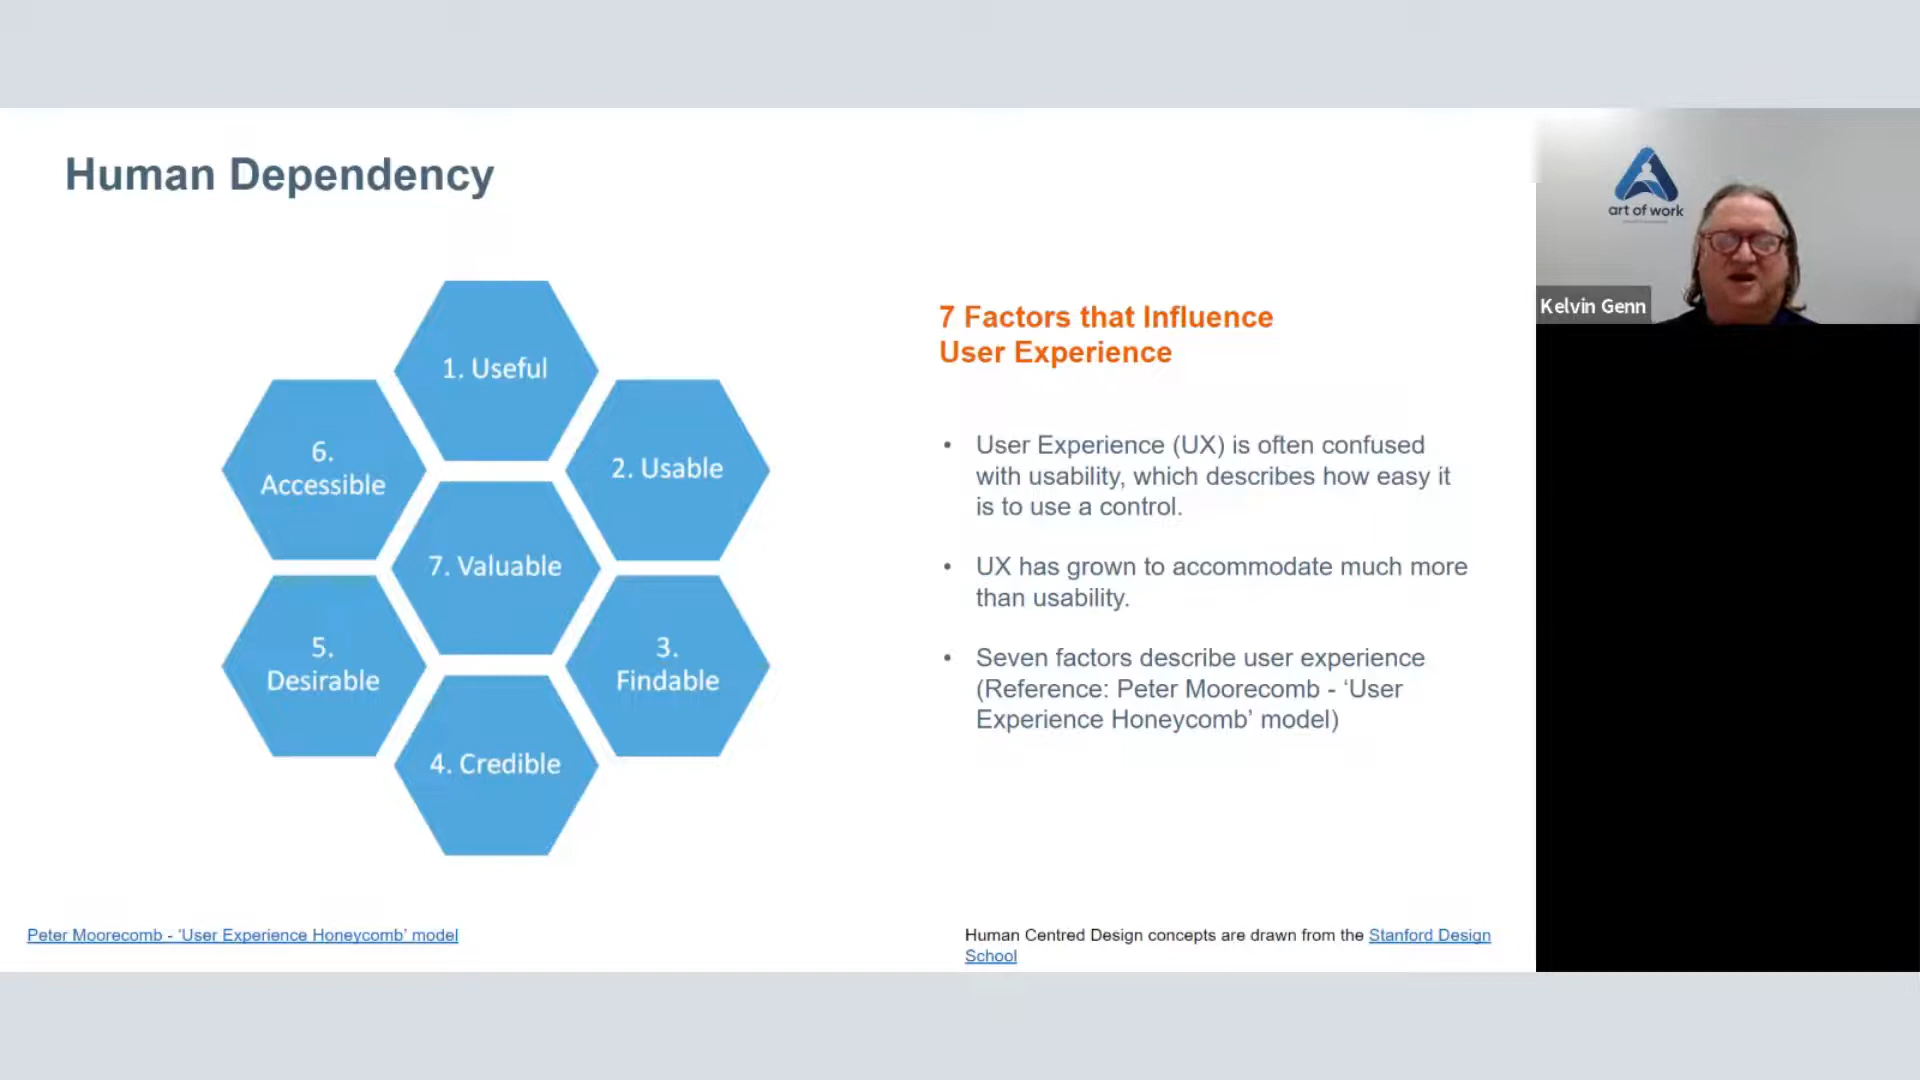 Human Dependency
1. Useful
6.
Accessible
2. Usable
7. Valuable
5.
Desirable
3.
Findable
4. Credible
7 Factors that Influence
User Experience
• User Experience (UX) is often confused
with usability, which describes how easy it
is to use a control.
• UX has grown to accommodate much more
than usability.
• Seven factors describe user experience
(Reference: Peter Moorecomb - ‘User
Experience Honeycomb’ model)
Peter Moorecomb - ‘User Experience Honeycomb’ model
Human Centred Design concepts are drawn from the Stanford Design
School
art of work
Kelvin Genn